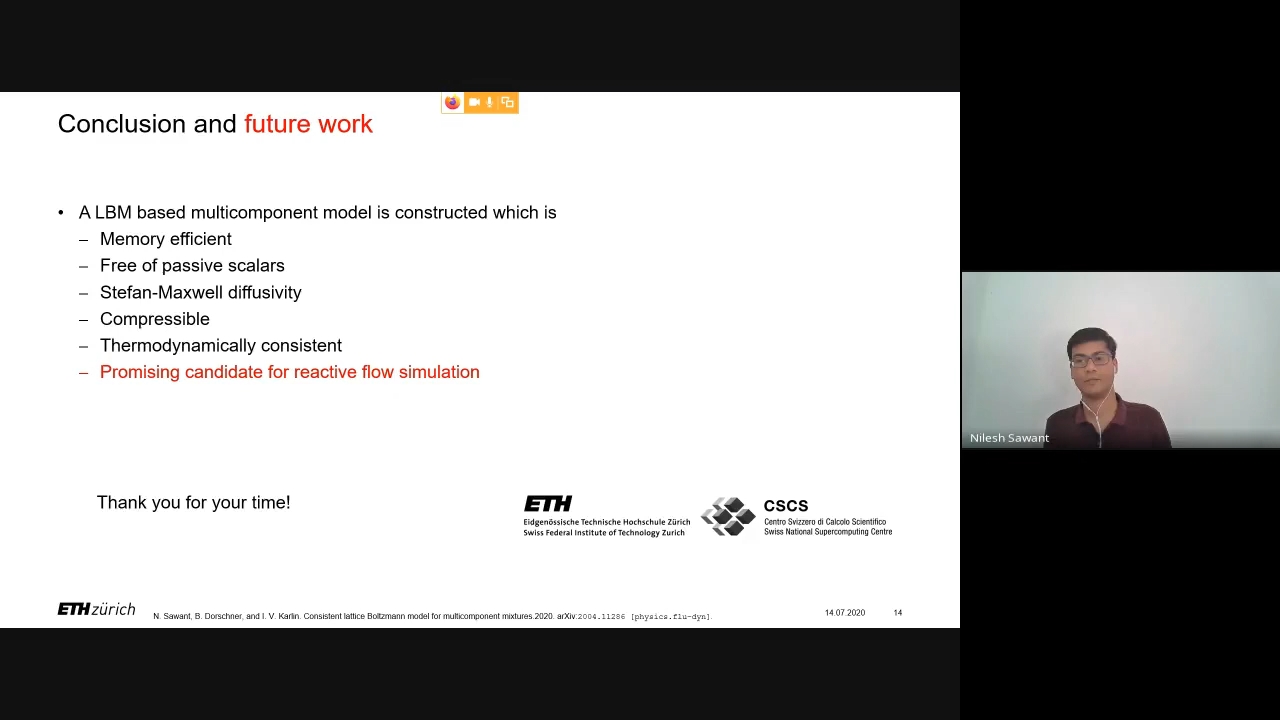 Conclusion and future work
• A LBM based multicomponent model is constructed which is
– Memory efficient
– Free of passive scalars
– Stefan-Maxwell diffusivity
– Compressible
– Thermodynamically consistent
– Promising candidate for reactive flow simulation
Thank you for your time!
ETH
Eidgenössische Technische Hochschule Zürich
Swiss Federal Institute of Technology Zurich
CSCS
Centro Svizzero di Calcolo Scientifico
Swiss National Supercomputing Centre
ETH zürich
N. Sawant, B. Dorschner, and I. V. Karlin. Consistent lattice Boltzmann model for multicomponent mixtures.2020. arXiv:2004.11286 [physics.flu-dyn].
14.07.2020
14
Nilesh Sawant